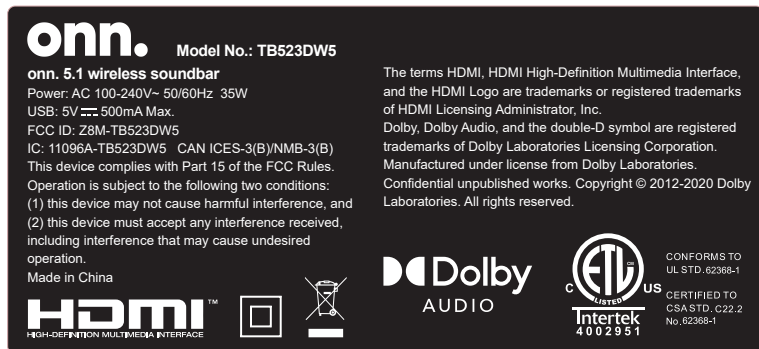 onn.
Model No.: TB523DW5
onn. 5.1 wireless soundbar
Power: AC 100-240V~ 50/60Hz 35W
USB: 5V ⎓ 500mA Max.
FCC ID: Z8M-TB523DW5
IC: 11096A-TB523DW5 CAN ICES-3(B)/NMB-3(B)
This device complies with Part 15 of the FCC Rules.
Operation is subject to the following two conditions:
(1) this device may not cause harmful interference, and
(2) this device must accept any interference received,
including interference that may cause undesired
operation.
Made in China
HDMI™
HIGH-DEFINITION MULTIMEDIA INTERFACE
The terms HDMI, HDMI High-Definition Multimedia Interface,
and the HDMI Logo are trademarks or registered trademarks
of HDMI Licensing Administrator, Inc.
Dolby, Dolby Audio, and the double-D symbol are registered
trademarks of Dolby Laboratories Licensing Corporation.
Manufactured under license from Dolby Laboratories.
Confidential unpublished works. Copyright © 2012-2020 Dolby
Laboratories. All rights reserved.
Dolby
AUDIO
ETL CM
C US
LISTED
Intertek
4002951
CONFORMS TO
UL STD. 62368-1
CERTIFIED TO
CSA STD. C22.2
No. 62368-1